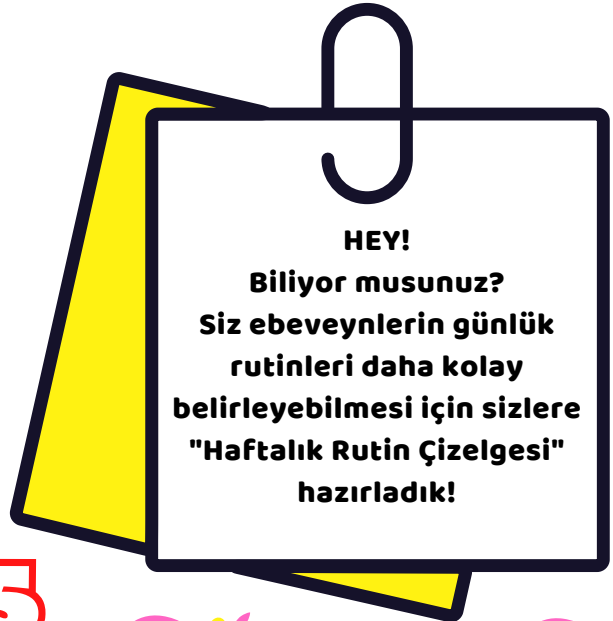 HEY!
Biliyor musunuz?
Siz ebeveynlerin günlük
rutinleri daha kolay
belirleyebilmesi için sizlere
"Haftalık Rutin Çizelgesi"
hazırladık!